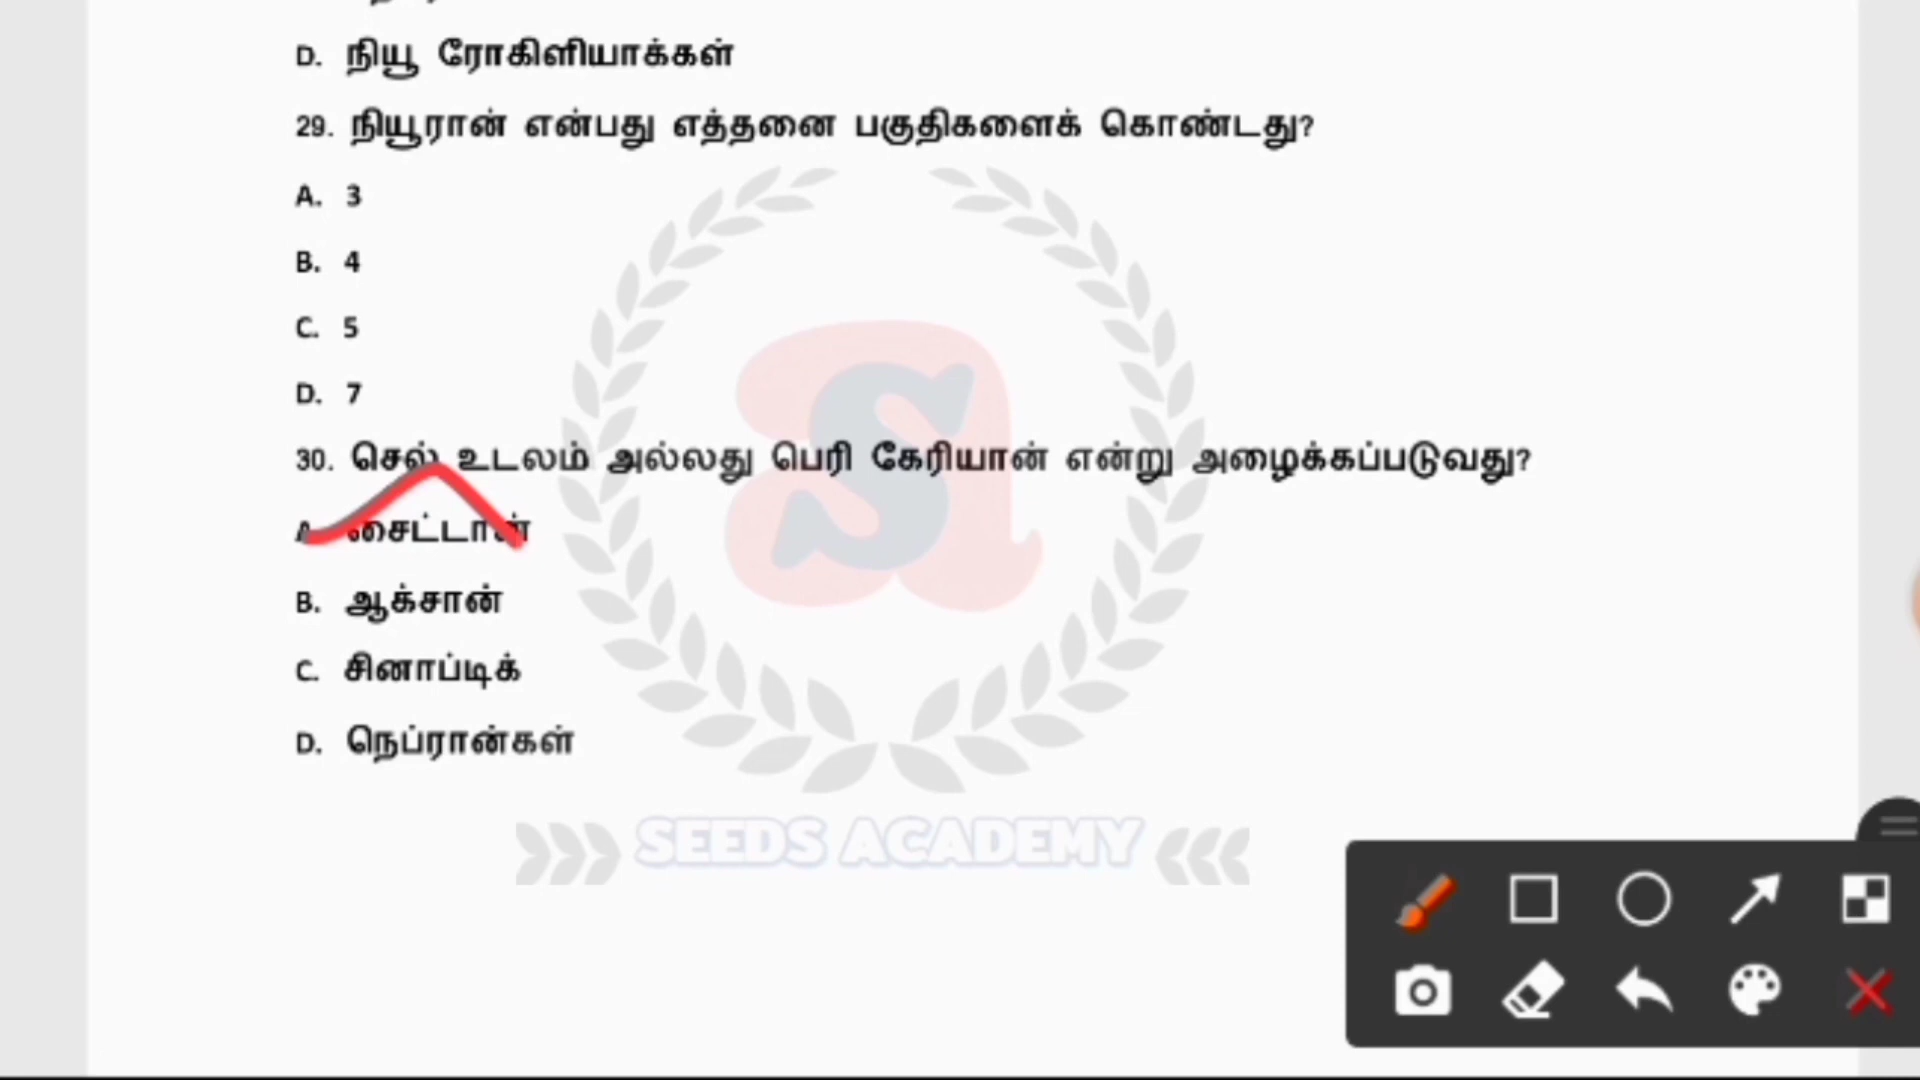 D. நியூ ரோகிளியாக்கள்
29. நியூரான் என்பது எத்தனை பகுதிகளைக் கொண்டது?
A. 3
B. 4
C. 5
D. 7
30. செல் உடலம் அல்லது பெரி கேரியான் என்று அழைக்கப்படுவது?
A. சைட்டான்
B. ஆக்சான்
C. சினாப்டிக்
D. நெப்ரான்கள்
SEEDS ACADEMY